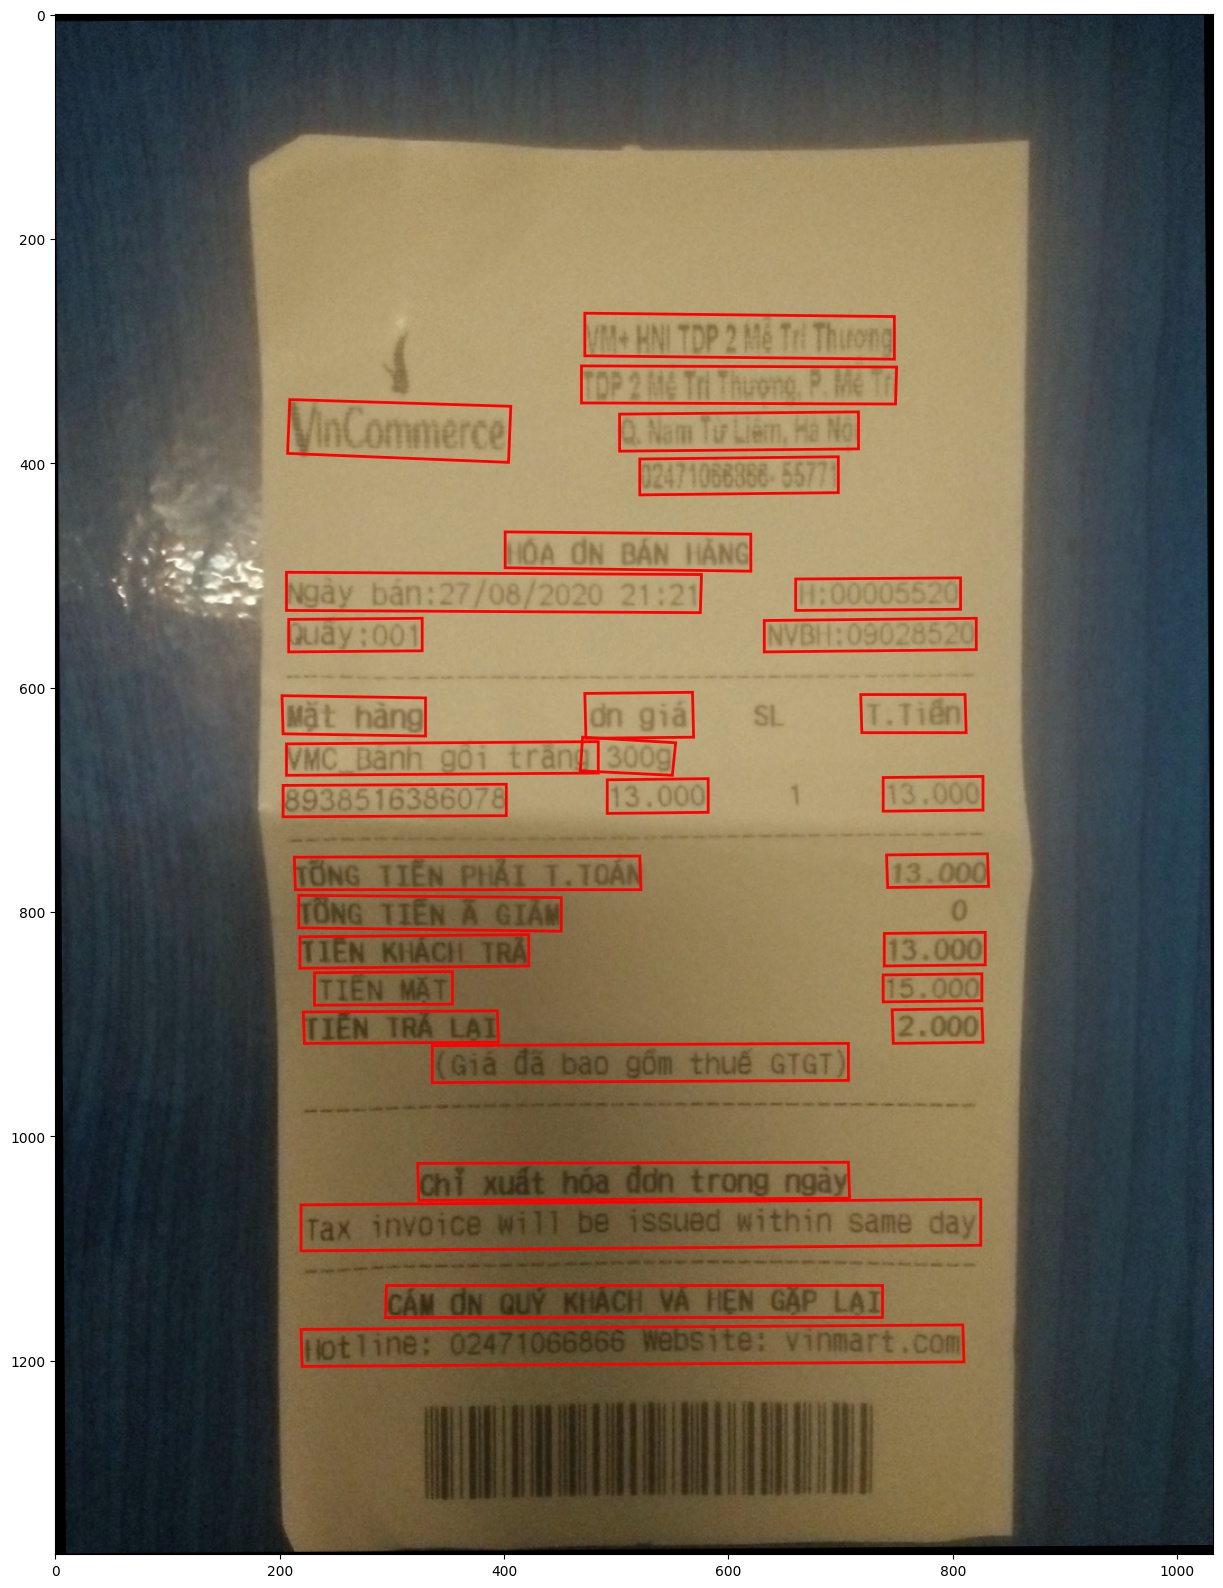 0
200
400
600
800
1000
1200
VinCommerce
VM+ HNI TDP 2 Mễ Trì Thượng
TDP 2 Mễ Trì Thượng, P. Mễ Tr
Q. Nam Từ Liêm, Hà Nội
02471066866-55771
HÓA ƠN BÁN HÀNG
Ngày bán:27/08/2020 21:21 H:00005520
Quầy:001 NVBH:09028520
Mặt hàng ơn giá SL T.Tiền
VMC_Bánh gối trắng 300g
8938516386078 13.000 1 13.000
TỔNG TIỀN PHẢI T.TOÁN 13.000
TỔNG TIỀN Ã GIẢM 0
TIỀN KHÁCH TRẢ 13.000
TIỀN MẶT 15.000
TIỀN TRẢ LẠI 2.000
(Giá đã bao gồm thuế GTGT)
Chỉ xuất hóa đơn trong ngày
Tax invoice will be issued within same day
CẢM ƠN QUÝ KHÁCH VÀ HẸN GẶP LẠI
Hotline: 02471066866 Website: vinmart.com
0 200 400 600 800 1000